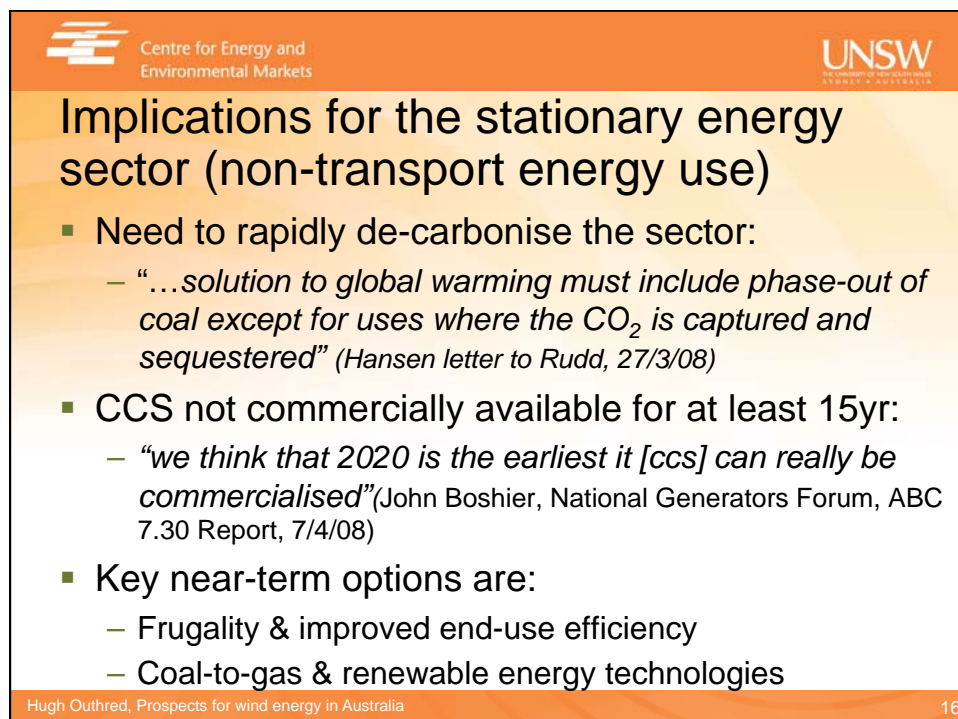 Centre for Energy and
Environmental Markets
UNSW
THE UNIVERSITY OF NEW SOUTH WALES
SYDNEY • AUSTRALIA
Implications for the stationary energy
sector (non-transport energy use)
▪ Need to rapidly de-carbonise the sector:
– “…solution to global warming must include phase-out of
coal except for uses where the CO₂ is captured and
sequestered” (Hansen letter to Rudd, 27/3/08)
▪ CCS not commercially available for at least 15yr:
– “we think that 2020 is the earliest it [ccs] can really be
commercialised”(John Boshier, National Generators Forum, ABC
7.30 Report, 7/4/08)
▪ Key near-term options are:
– Frugality & improved end-use efficiency
– Coal-to-gas & renewable energy technologies
Hugh Outhred, Prospects for wind energy in Australia
16